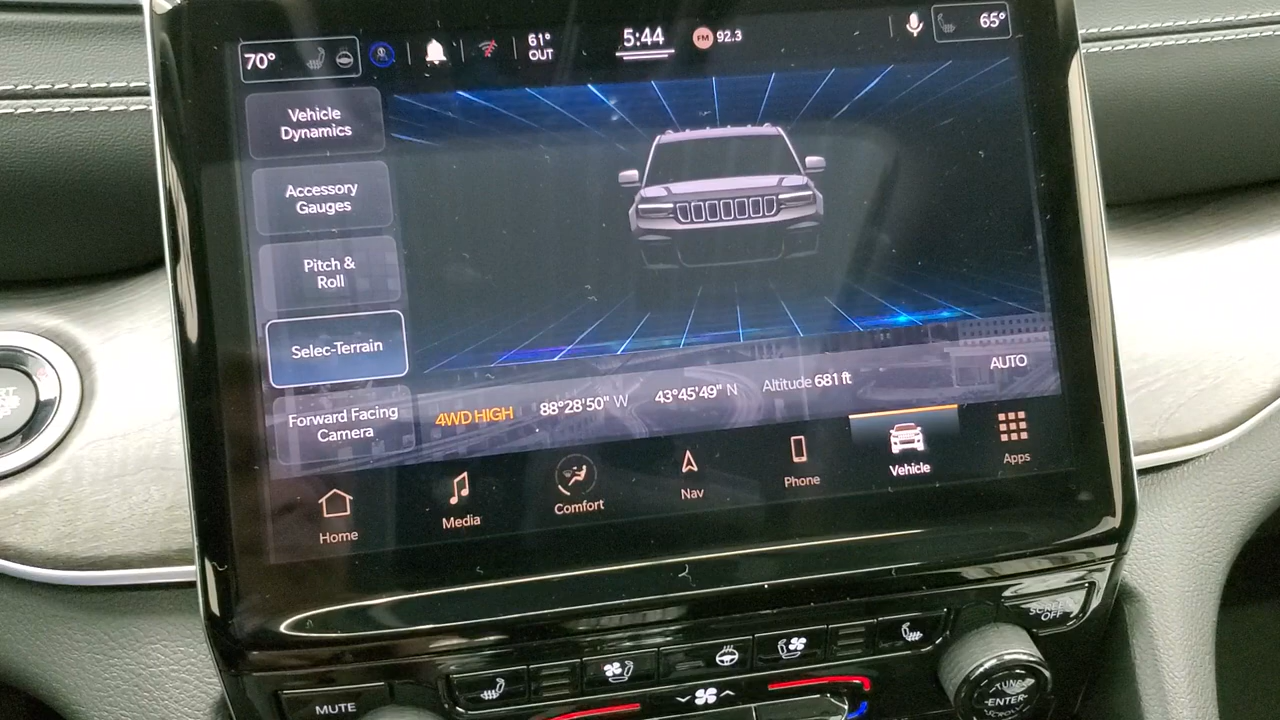 70°
61°
OUT
5:44
FM 92.3
65°
Vehicle
Dynamics
Accessory
Gauges
Pitch &
Roll
Selec-Terrain
Forward Facing
Camera
4WD HIGH 88°28'50" W 43°45'49" N Altitude 681 ft
AUTO
Home
Media
Comfort
Nav
Phone
Vehicle
Apps
SCREEN
OFF
MUTE
TUNE
ENTER
SCROLL